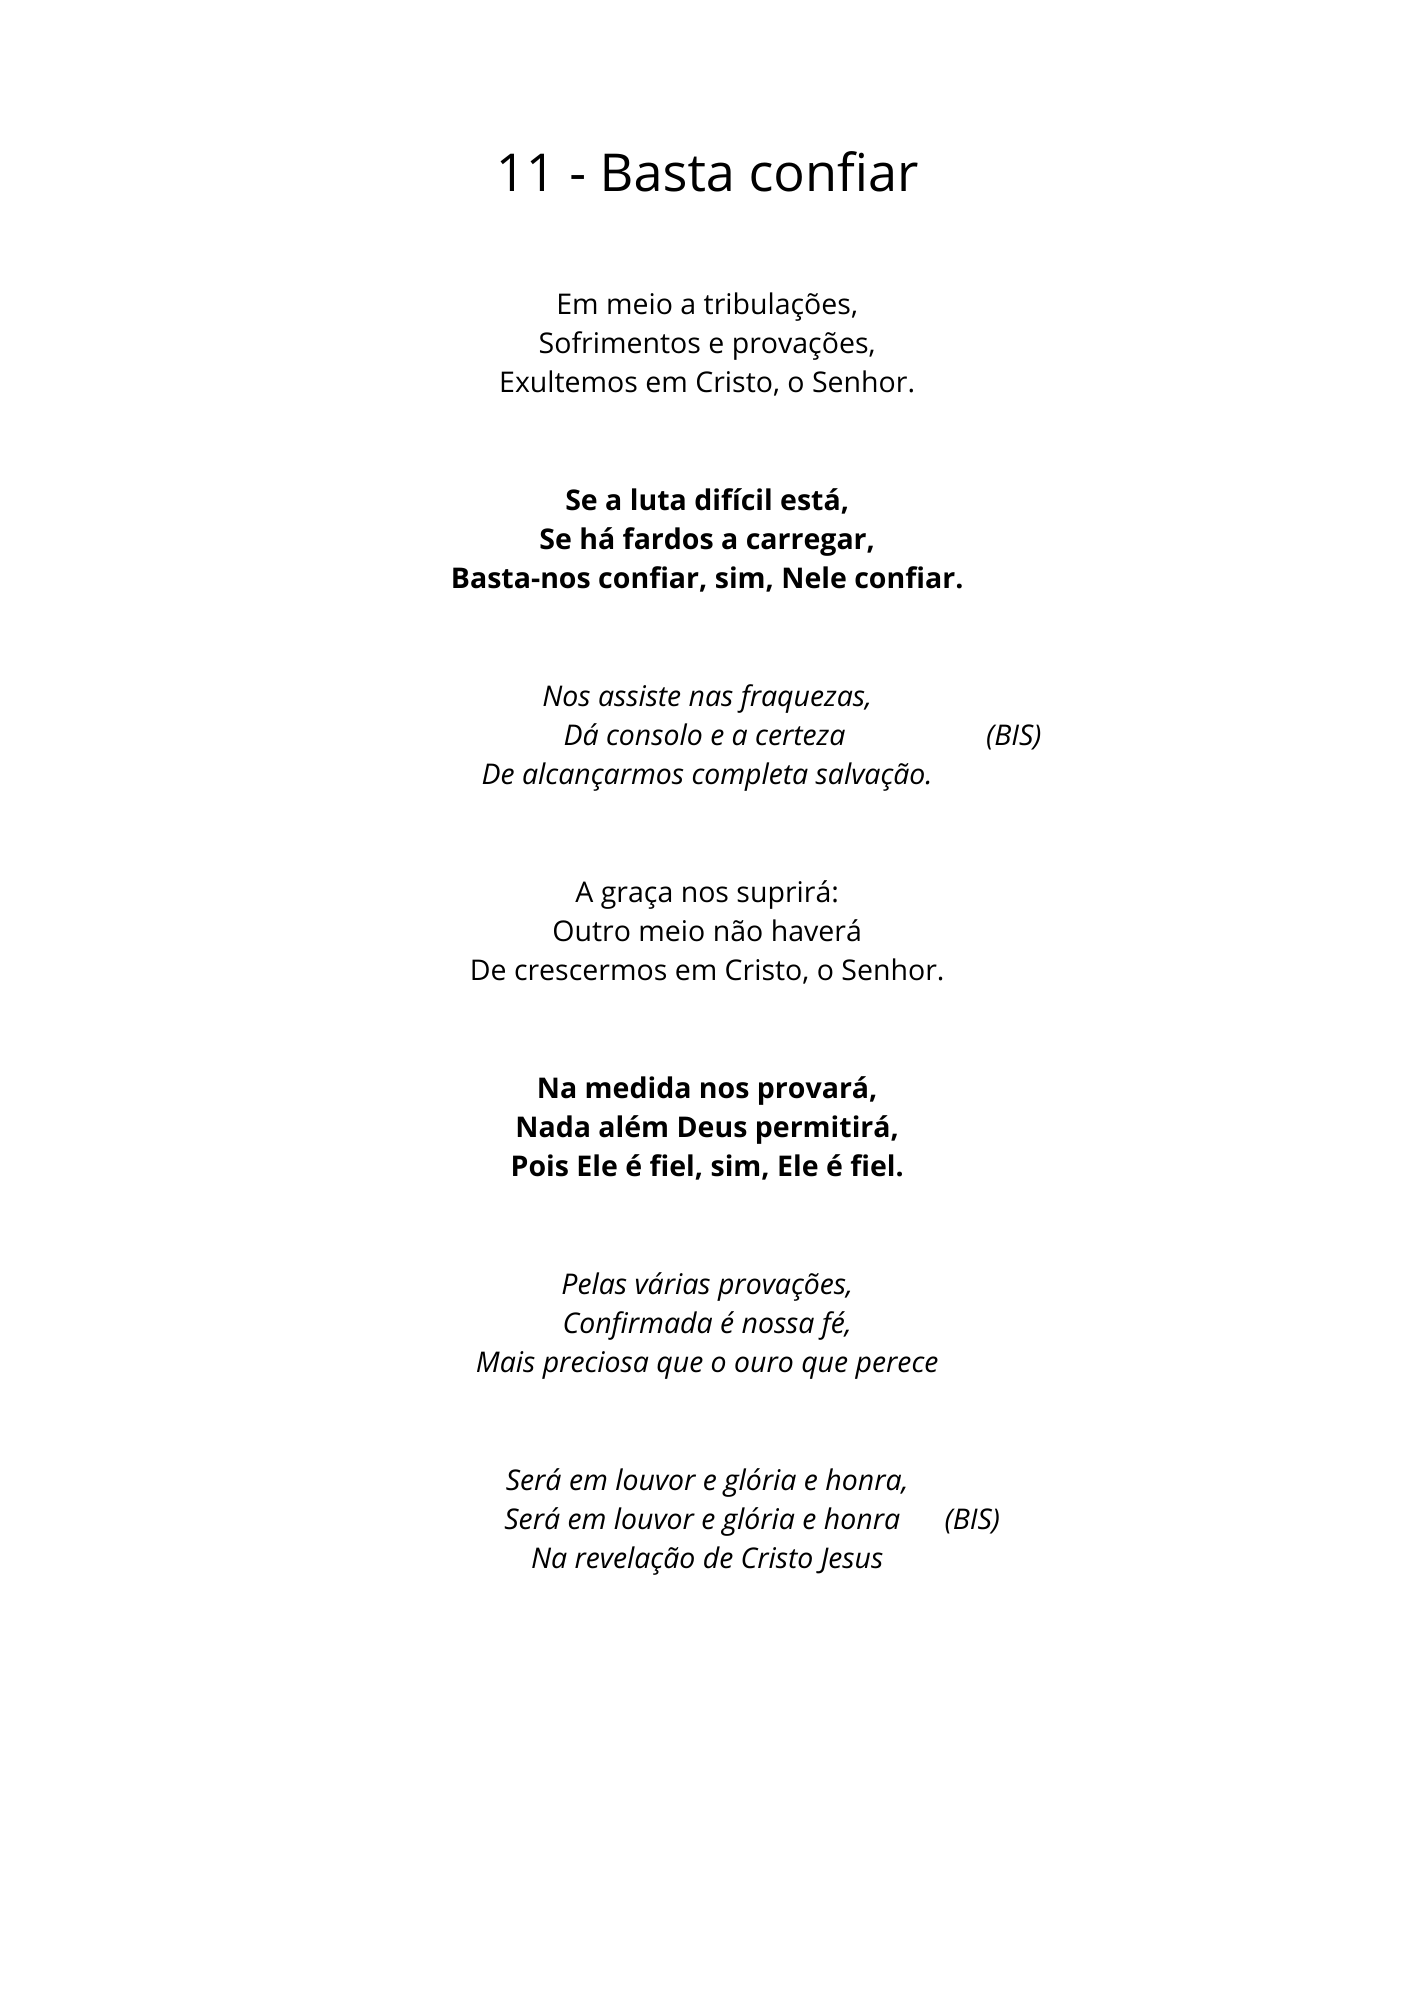 11 - Basta confiar
Em meio a tribulações,
Sofrimentos e provações,
Exultemos em Cristo, o Senhor.
Se a luta difícil está,
Se há fardos a carregar,
Basta-nos confiar, sim, Nele confiar.
Nos assiste nas fraquezas,
Dá consolo e a certeza (BIS)
De alcançarmos completa salvação.
A graça nos suprirá:
Outro meio não haverá
De crescermos em Cristo, o Senhor.
Na medida nos provará,
Nada além Deus permitirá,
Pois Ele é fiel, sim, Ele é fiel.
Pelas várias provações,
Confirmada é nossa fé,
Mais preciosa que o ouro que perece
Será em louvor e glória e honra,
Será em louvor e glória e honra (BIS)
Na revelação de Cristo Jesus